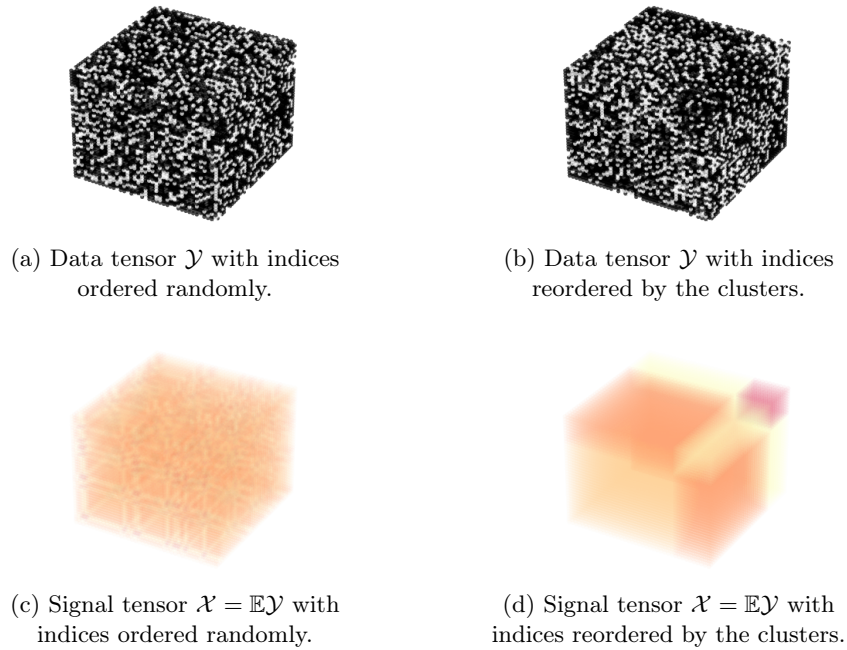 (a) Data tensor 𝒴 with indices
ordered randomly.
(b) Data tensor 𝒴 with indices
reordered by the clusters.
(c) Signal tensor 𝒳 = 𝔼𝒴 with
indices ordered randomly.
(d) Signal tensor 𝒳 = 𝔼𝒴 with
indices reordered by the clusters.